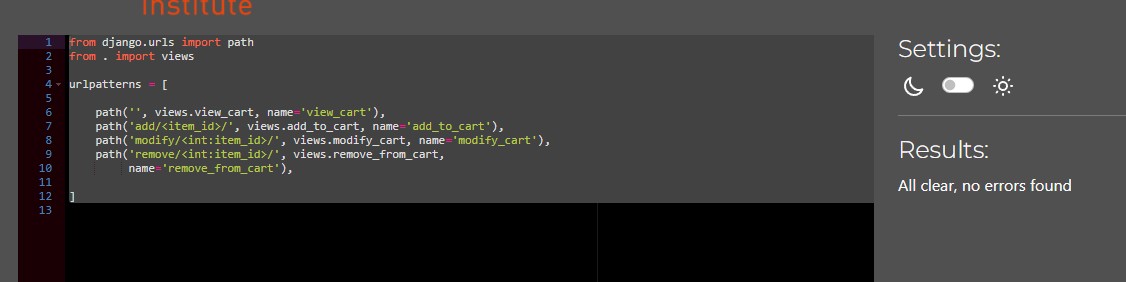 Institute
1 from django.urls import path
2 from . import views
3
4 urlpatterns = [
5
6     path('', views.view_cart, name='view_cart'),
7     path('add/<item_id>/', views.add_to_cart, name='add_to_cart'),
8     path('modify/<int:item_id>/', views.modify_cart, name='modify_cart'),
9     path('remove/<int:item_id>/', views.remove_from_cart,
10          name='remove_from_cart'),
11
12 ]
13
Settings:
Results:
All clear, no errors found